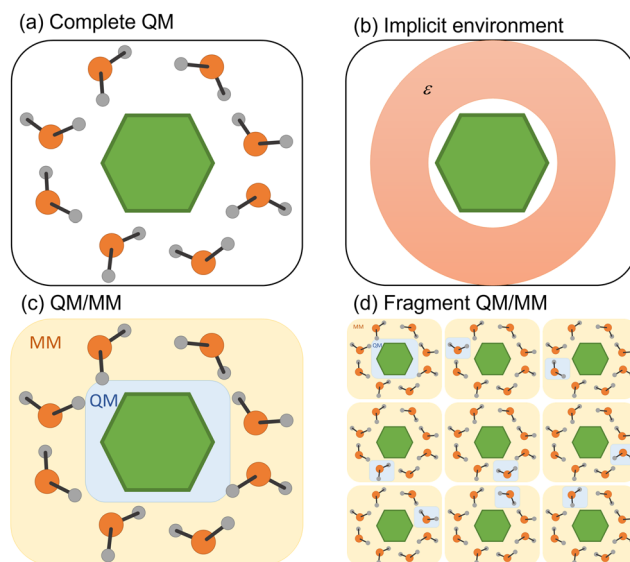 (a) Complete QM
(b) Implicit environment
ε
(c) QM/MM
MM
QM
(d) Fragment QM/MM
MM
QM